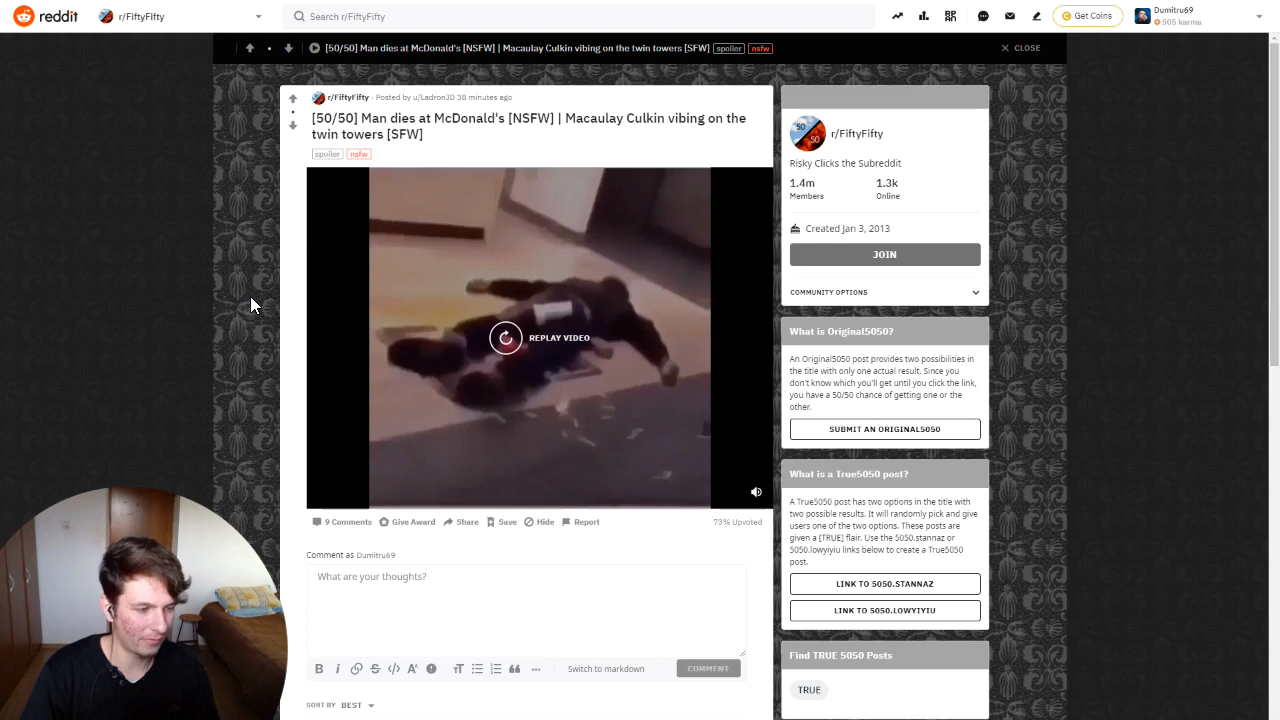 reddit r/FiftyFifty Search r/FiftyFifty Get Coins Dumitru69
505 karma
[50/50] Man dies at McDonald's [NSFW] | Macaulay Culkin vibing on the twin towers [SFW] spoiler nsfw CLOSE
r/FiftyFifty · Posted by u/LadronJD 38 minutes ago
[50/50] Man dies at McDonald's [NSFW] | Macaulay Culkin vibing on the
twin towers [SFW]
spoiler nsfw
REPLAY VIDEO
9 Comments Give Award Share Save Hide Report 73% Upvoted
Comment as Dumitru69
What are your thoughts?
B i A Switch to markdown COMMENT
SORT BY BEST
50
50
r/FiftyFifty
Risky Clicks the Subreddit
1.4m 1.3k
Members Online
Created Jan 3, 2013
JOIN
COMMUNITY OPTIONS
What is Original5050?
An Original5050 post provides two possibilities in
the title with only one actual result. Since you
don't know which you'll get until you click the link,
you have a 50/50 chance of getting one or the
other.
SUBMIT AN ORIGINAL5050
What is a True5050 post?
A True5050 post has two options in the title with
two possible results. It will randomly pick and give
users one of the two options. These posts are
given a [TRUE] flair. Use the 5050.stannaz or
5050.lowyiyiu links below to create a True5050
post.
LINK TO 5050.STANNAZ
LINK TO 5050.LOWYIYIU
Find TRUE 5050 Posts
TRUE